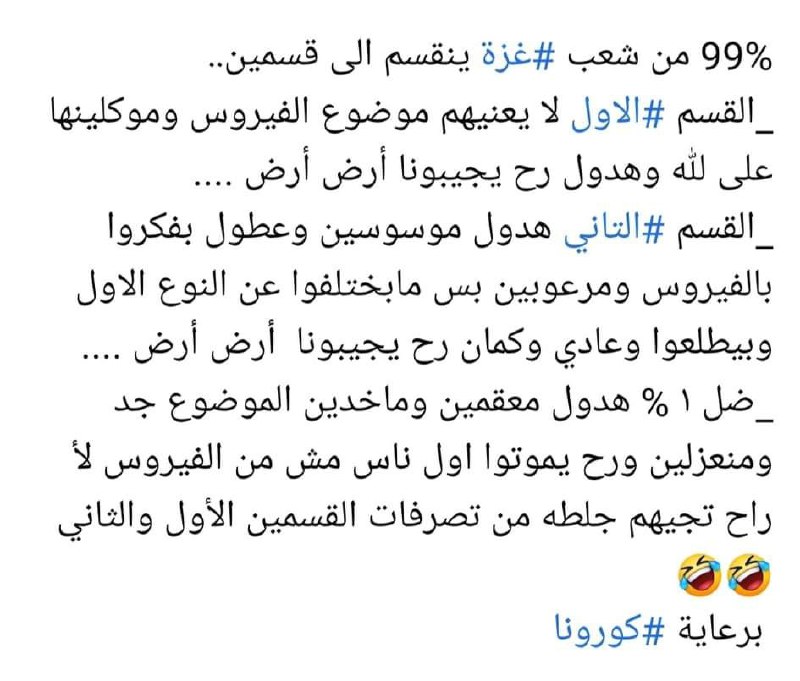 99% من شعب #غزة ينقسم الى قسمين..
_القسم #الاول لا يعنيهم موضوع الفيروس وموكلينها
على لله وهدول رح يجيبونا أرض أرض ....
_القسم #التاني هدول موسوسين وعطول بفكروا
بالفيروس ومرعوبين بس مابختلفوا عن النوع الاول
وبيطلعوا وعادي وكمان رح يجيبونا أرض أرض ....
_ضل ١ % هدول معقمين وماخدين الموضوع جد
ومنعزلين ورح يموتوا اول ناس مش من الفيروس لأ
راح تجيهم جلطه من تصرفات القسمين الأول والثاني
🤣🤣
برعاية #كورونا